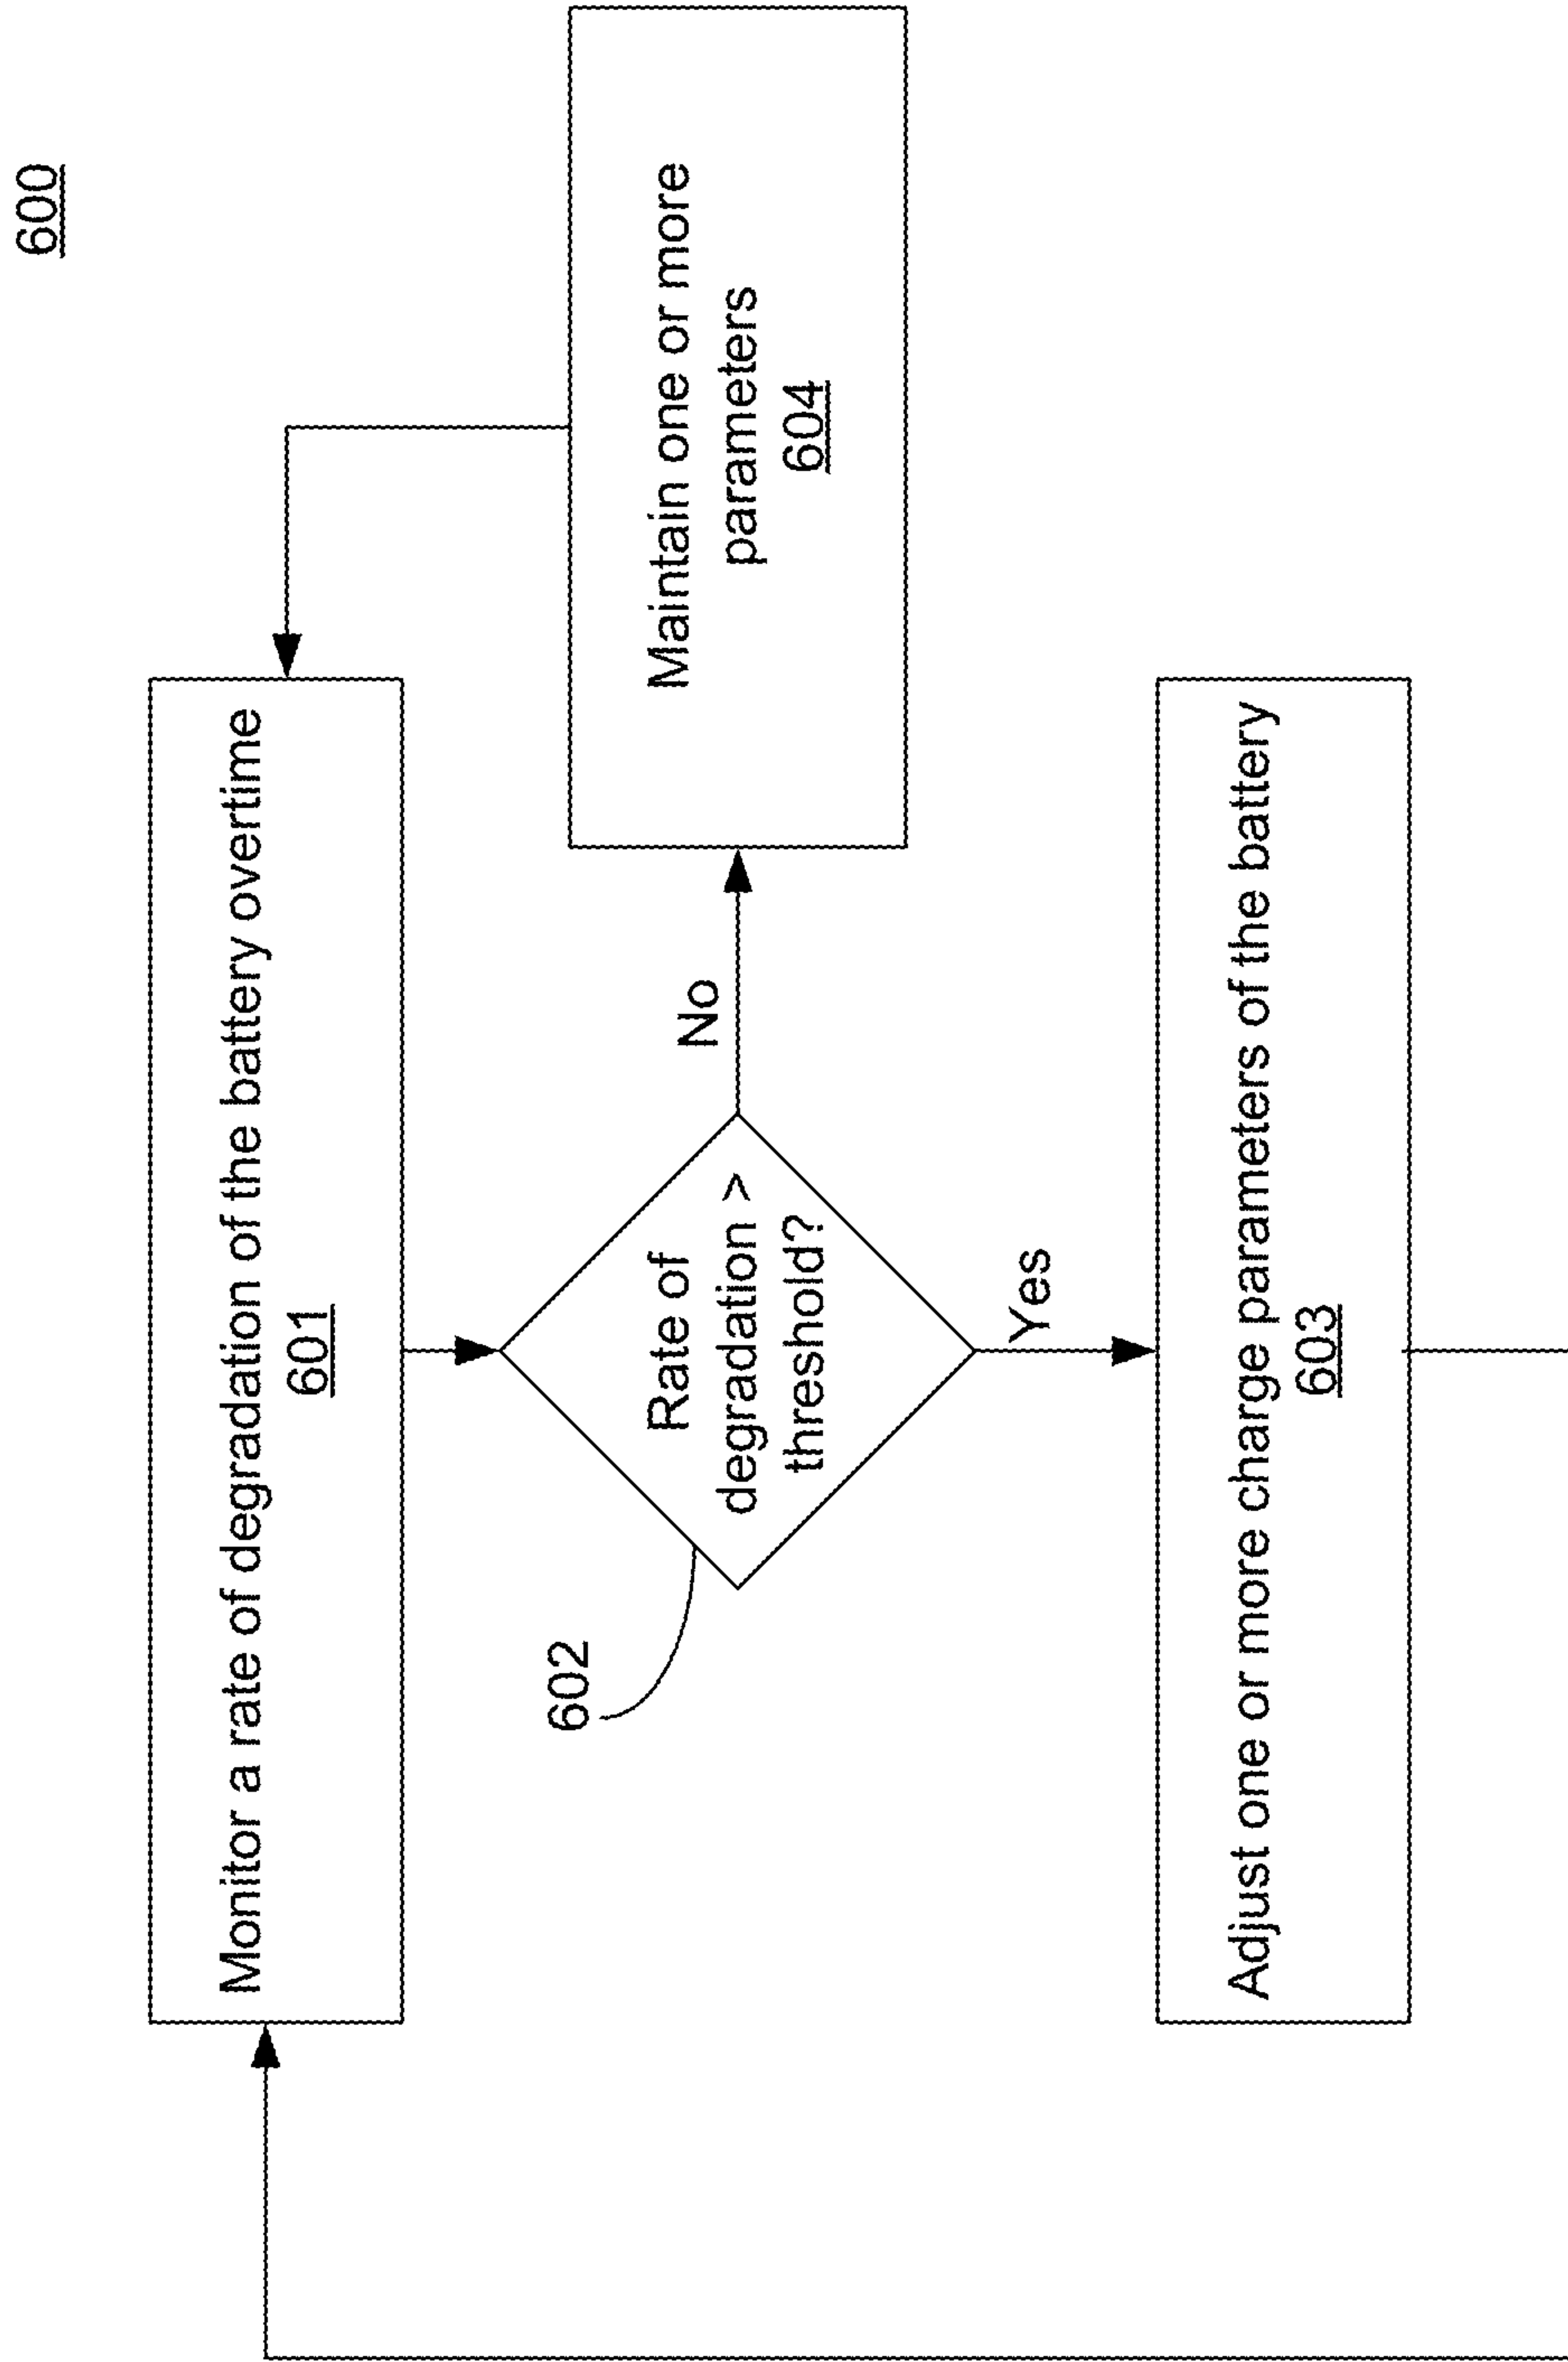 600
Monitor a rate of degradation of the battery overtime
601
602
Rate of
degradation >
threshold?
No
Maintain one or more
parameters
604
Yes
Adjust one or more charge parameters of the battery
603